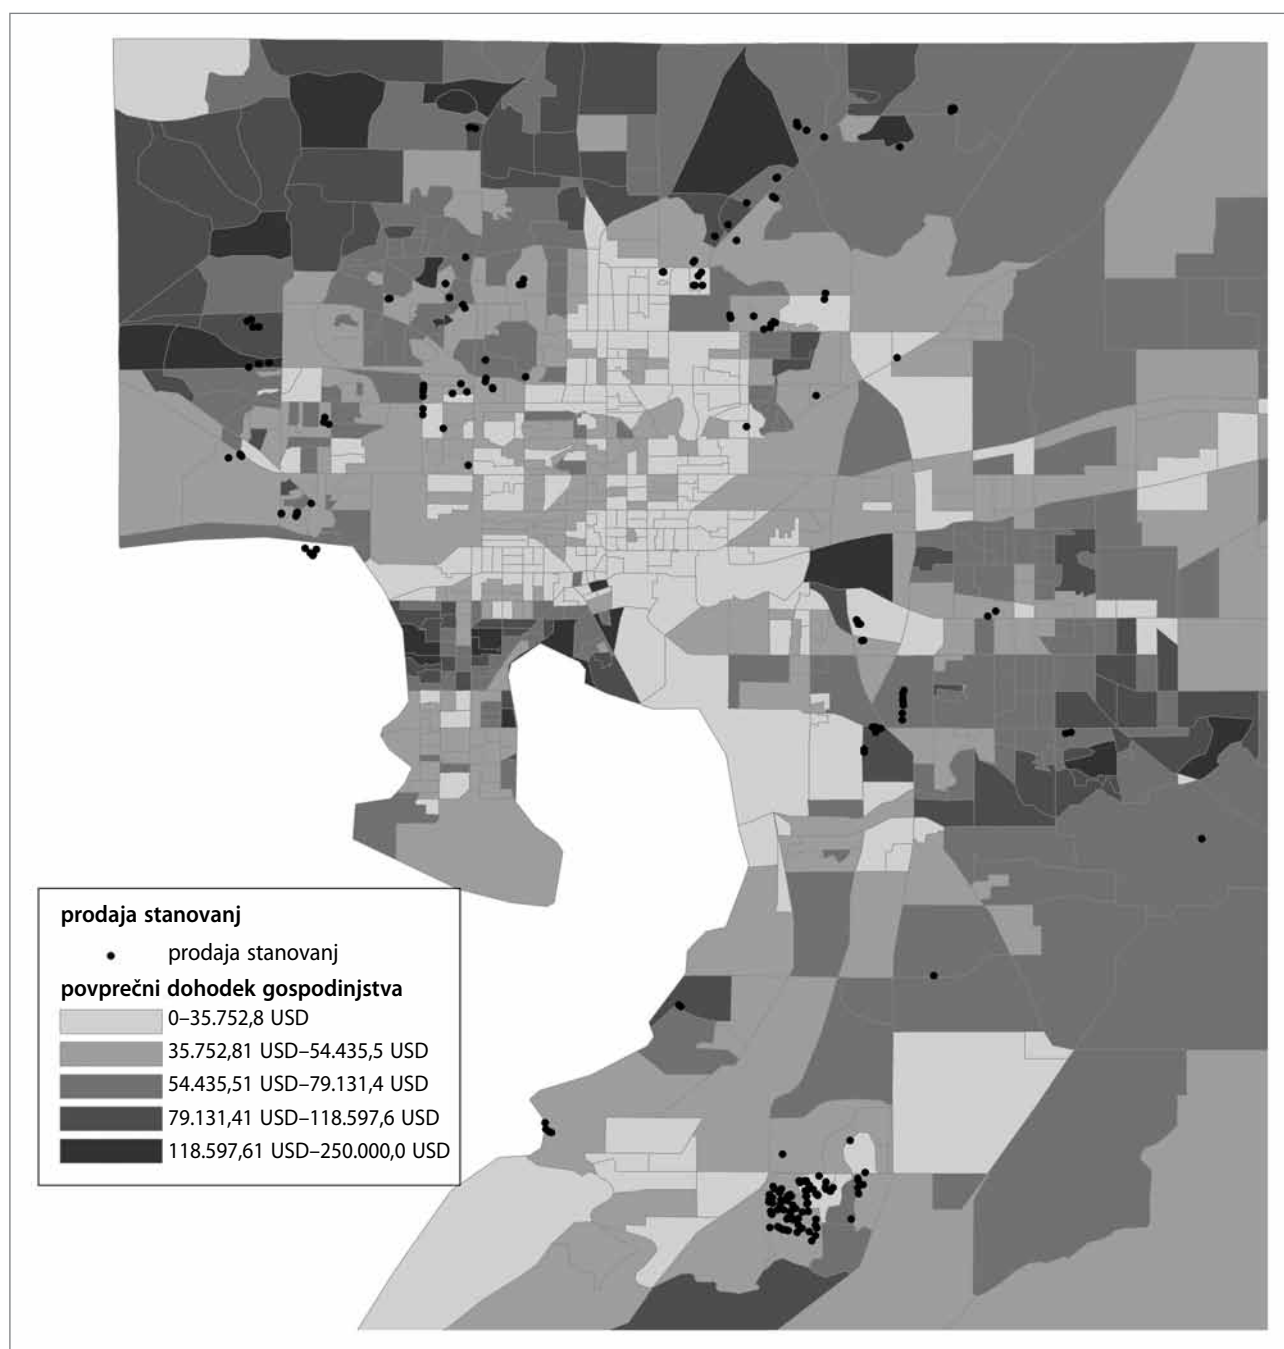 prodaja stanovanj
prodaja stanovanj
povprečni dohodek gospodinjstva
0–35.752,8 USD
35.752,81 USD–54.435,5 USD
54.435,51 USD–79.131,4 USD
79.131,41 USD–118.597,6 USD
118.597,61 USD–250.000,0 USD